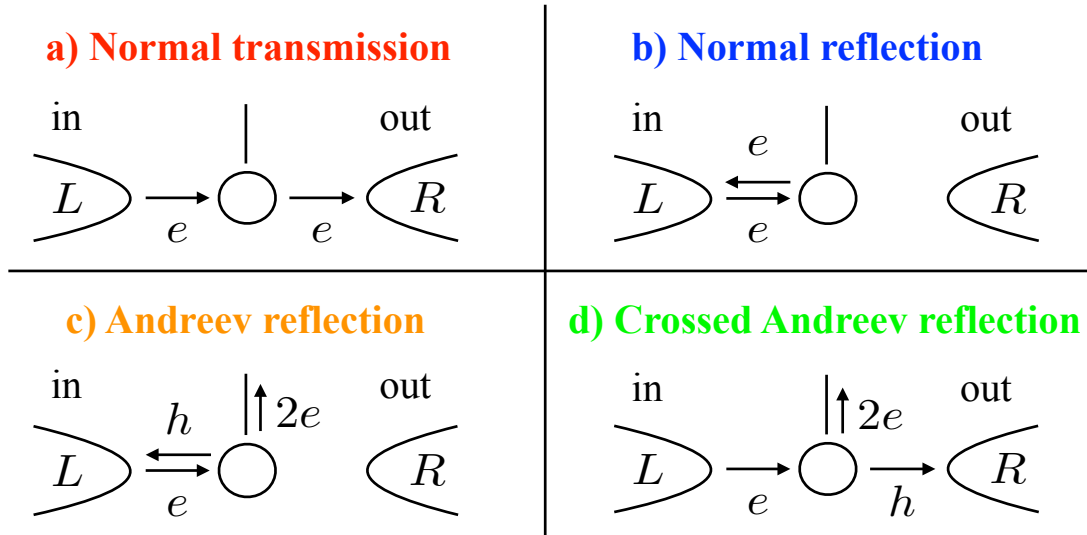 a) Normal transmission
in
out
L
R
e
e
b) Normal reflection
in
out
e
L
R
e
c) Andreev reflection
in
out
h
2e
L
R
e
d) Crossed Andreev reflection
in
out
2e
L
R
e
h